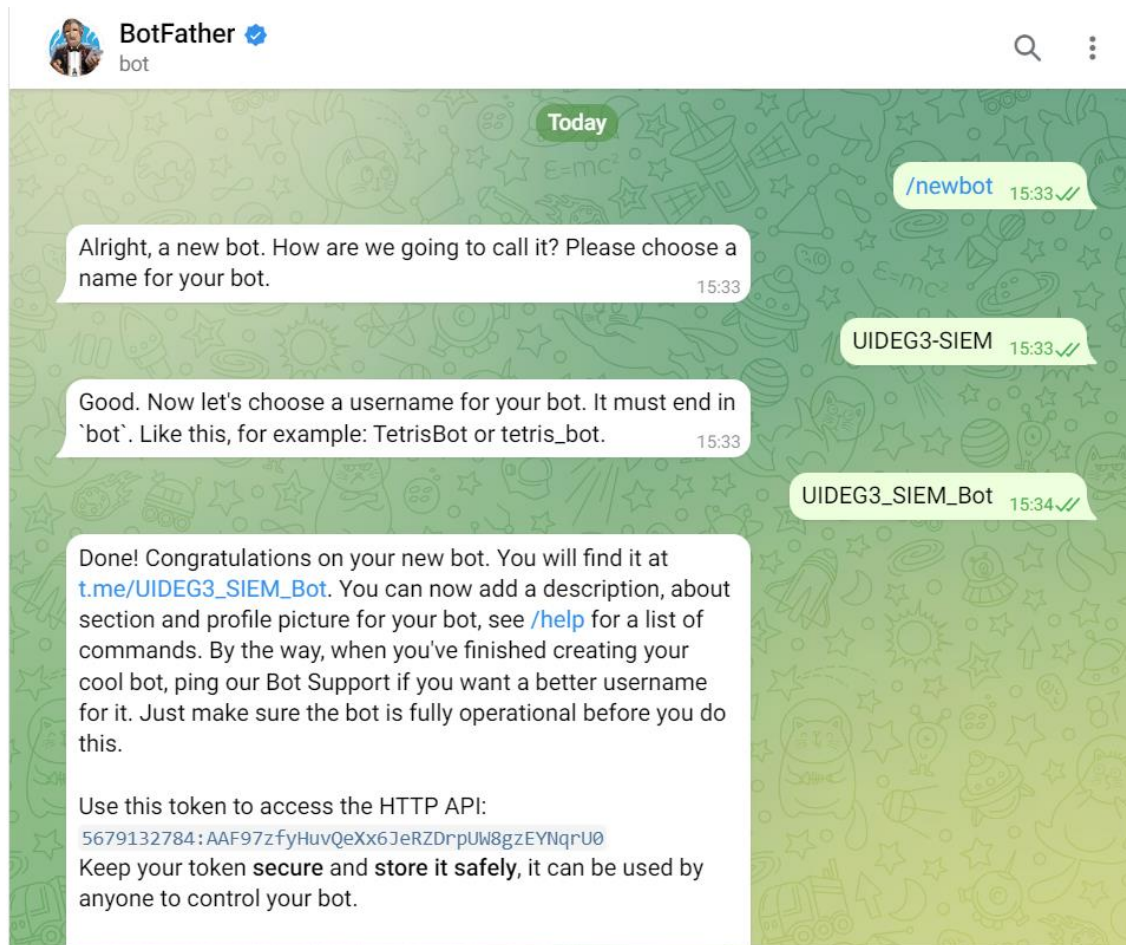 BotFather
bot
Today
/newbot 15:33
Alright, a new bot. How are we going to call it? Please choose a
name for your bot. 15:33
UIDEG3-SIEM 15:33
Good. Now let's choose a username for your bot. It must end in
`bot`. Like this, for example: TetrisBot or tetris_bot. 15:33
UIDEG3_SIEM_Bot 15:34
Done! Congratulations on your new bot. You will find it at
t.me/UIDEG3_SIEM_Bot. You can now add a description, about
section and profile picture for your bot, see /help for a list of
commands. By the way, when you've finished creating your
cool bot, ping our Bot Support if you want a better username
for it. Just make sure the bot is fully operational before you do
this.
Use this token to access the HTTP API:
5679132784:AAF97zfyHuvQeXx6JeRZDrpUW8gzEYNqrU0
Keep your token secure and store it safely, it can be used by
anyone to control your bot.